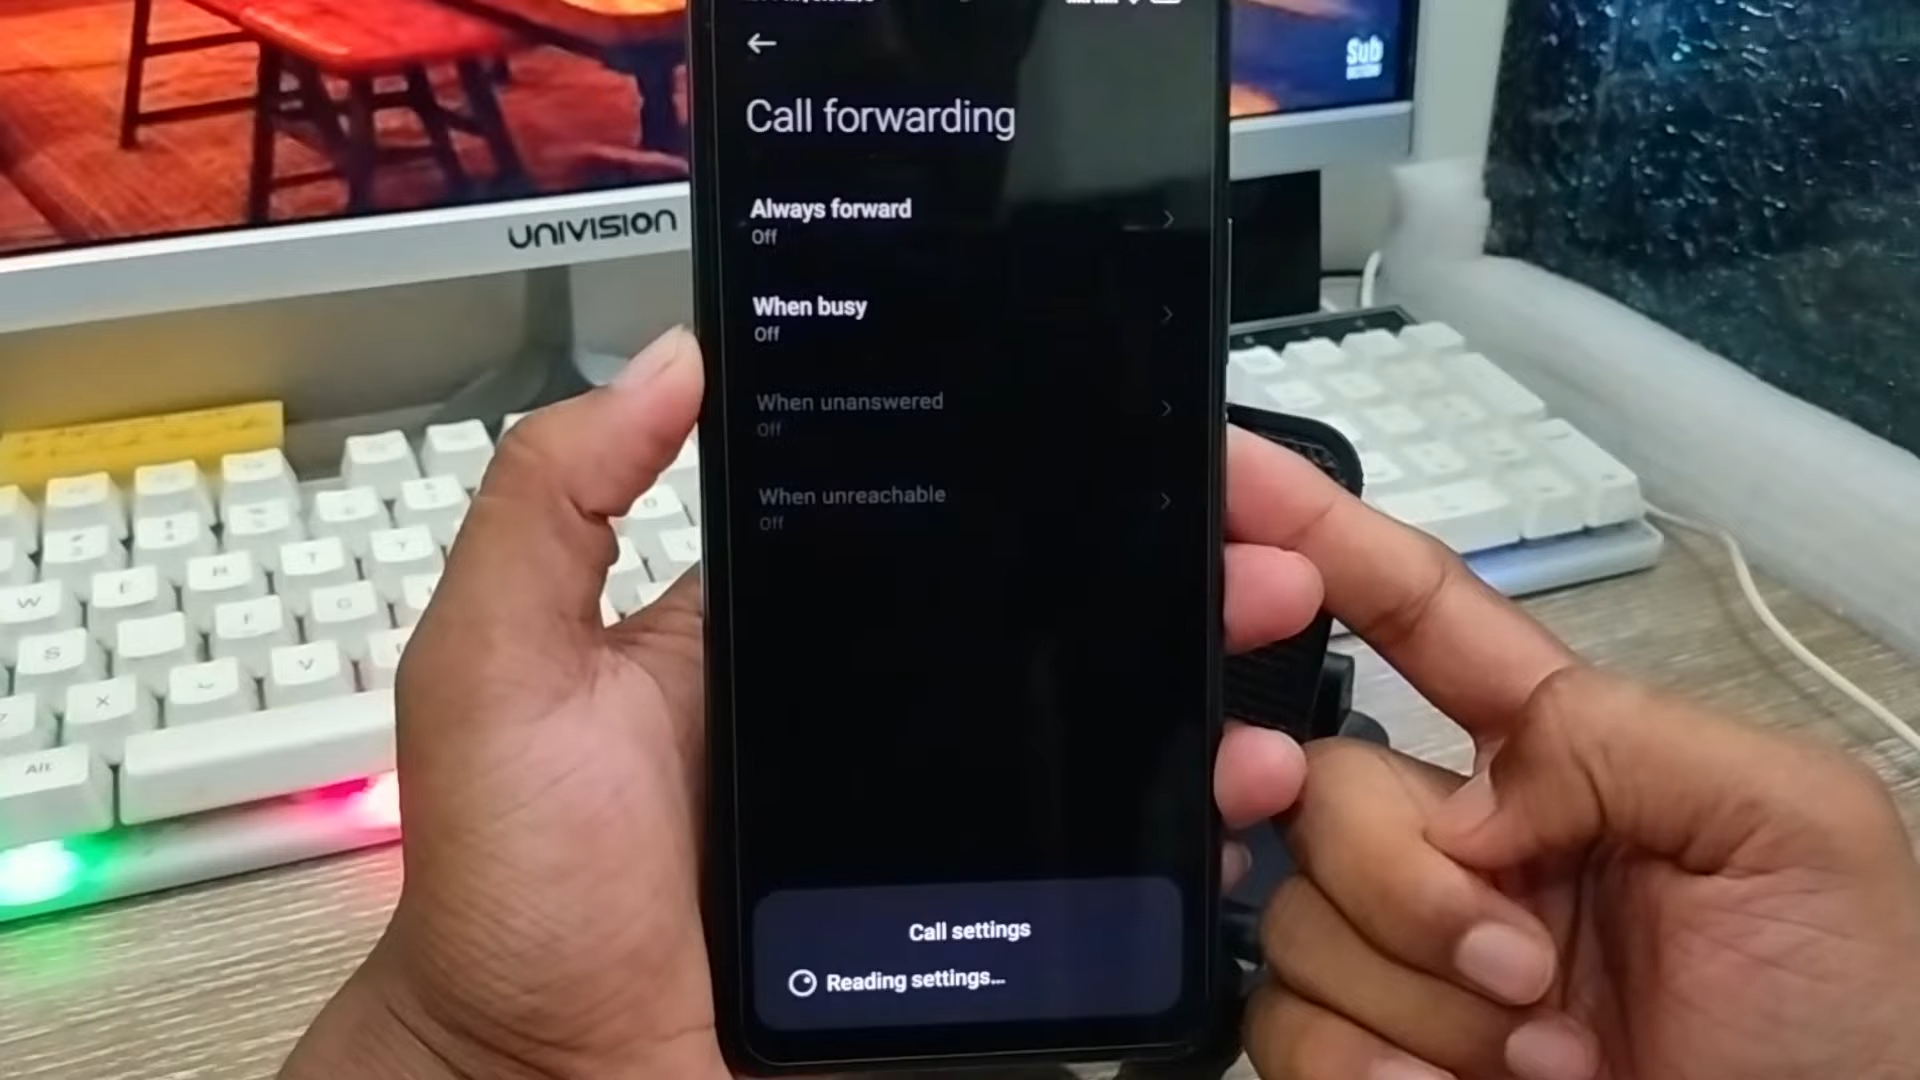 Sub
UNIVISION
Call forwarding
Always forward
Off
When busy
Off
When unanswered
Off
When unreachable
Off
Call settings
Reading settings...
W
E
R
T
Y
S
F
G
X
V
Alt